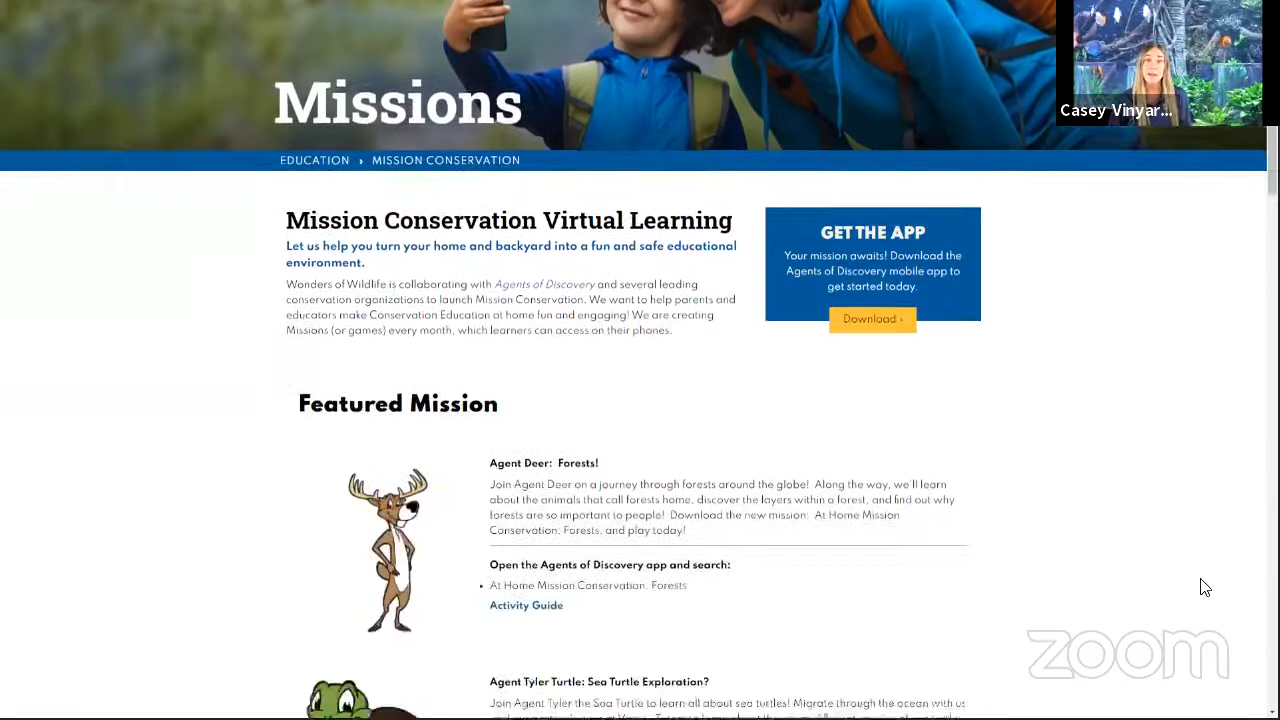 Missions
Casey Vinyar...
EDUCATION › MISSION CONSERVATION
Mission Conservation Virtual Learning
Let us help you turn your home and backyard into a fun and safe educational
environment.
Wonders of Wildlife is collaborating with Agents of Discovery and several leading
conservation organizations to launch Mission Conservation. We want to help parents and
educators make Conservation Education at home fun and engaging! We are creating
Missions (or games) every month, which learners can access on their phones.
GET THE APP
Your mission awaits! Download the
Agents of Discovery mobile app to
get started today.
Download ›
Featured Mission
Agent Deer: Forests!
Join Agent Deer on a journey through forests around the globe! Along the way, we'll learn
about the animals that call forests home, discover the layers within a forest, and find out why
forests are so important to people! Download the new mission: At Home Mission
Conservation: Forests, and play today!
Open the Agents of Discovery app and search:
• At Home Mission Conservation: Forests
Activity Guide
zoom
Agent Tyler Turtle: Sea Turtle Exploration?
Join Agent Tyler the Sea Turtle to learn all about sea turtles! Migrate through the ocean with us